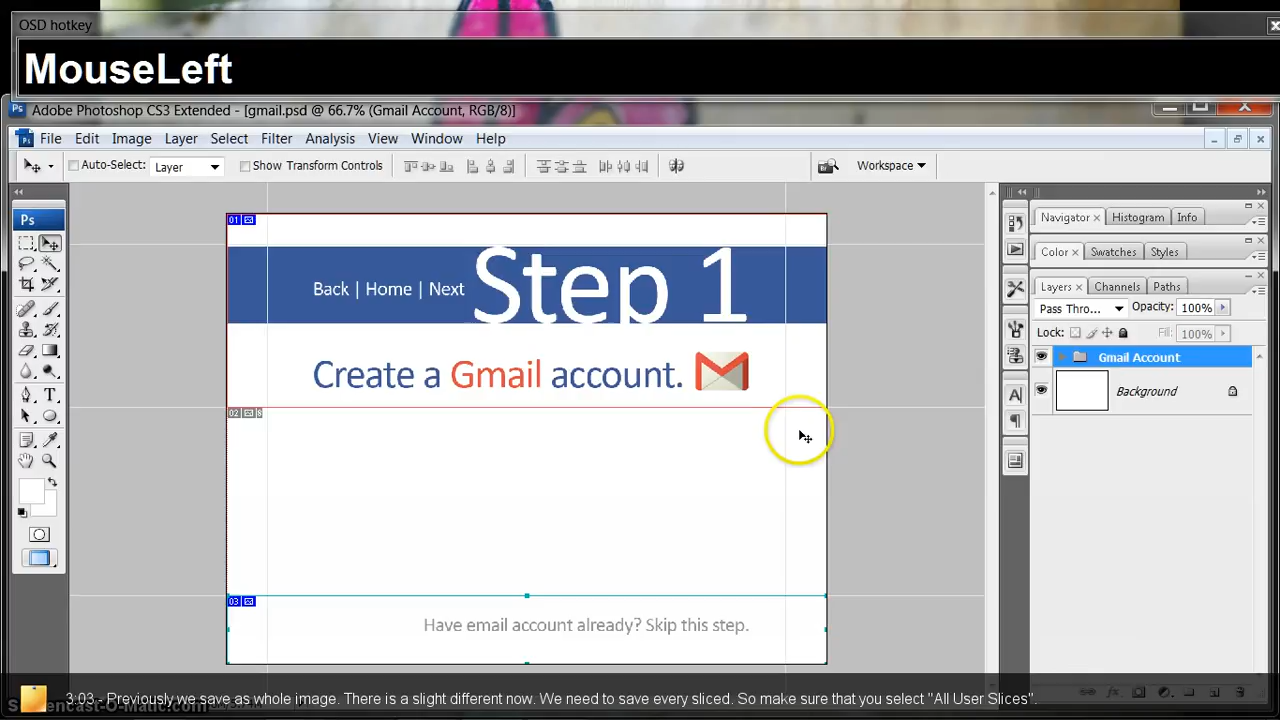 OSD hotkey
MouseLeft
Adobe Photoshop CS3 Extended - [gmail.psd @ 66.7% (Gmail Account, RGB/8)]
File Edit Image Layer Select Filter Analysis View Window Help
Auto-Select: Layer Show Transform Controls Workspace
Ps
01
Back | Home | Next Step 1
Create a Gmail account.
02
03
Have email account already? Skip this step.
Navigator Histogram Info
Color Swatches Styles
Layers Channels Paths
Pass Thro... Opacity: 100%
Lock: Fill: 100%
Gmail Account
Background
3:03 - Previously we save as whole image. There is a slight different now. We need to save every sliced. So make sure that you select "All User Slices".
Screencast-O-Matic.com